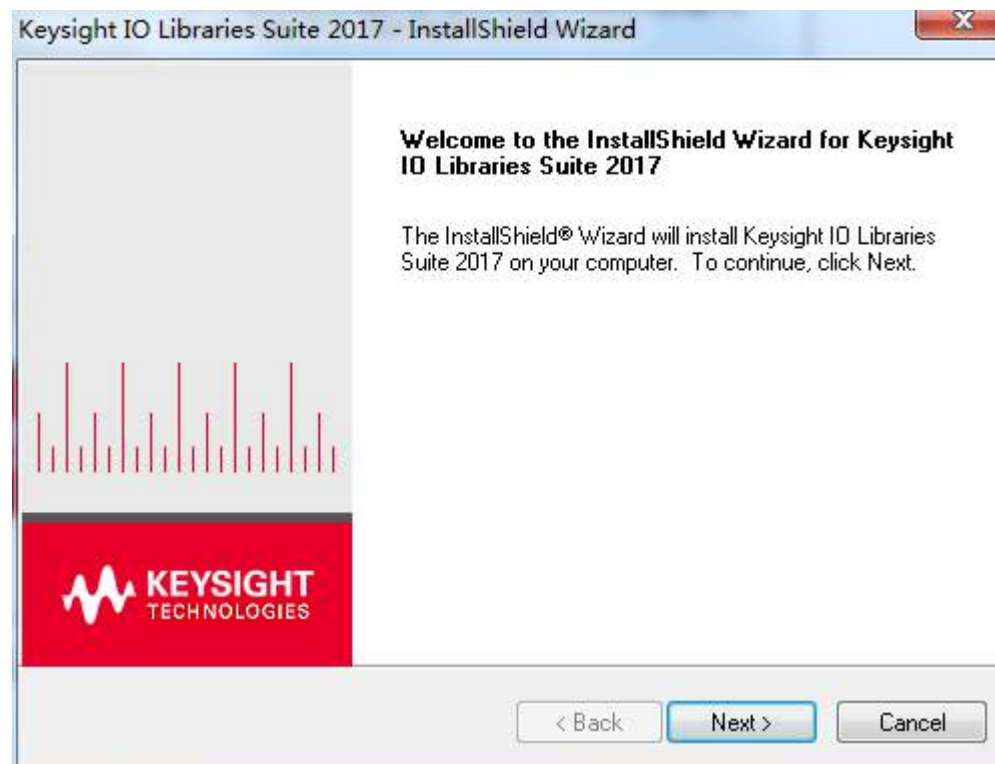 Keysight IO Libraries Suite 2017 - InstallShield Wizard
Welcome to the InstallShield Wizard for Keysight
IO Libraries Suite 2017
The InstallShield® Wizard will install Keysight IO Libraries
Suite 2017 on your computer.  To continue, click Next.
KEYSIGHT
TECHNOLOGIES
< Back
Next >
Cancel